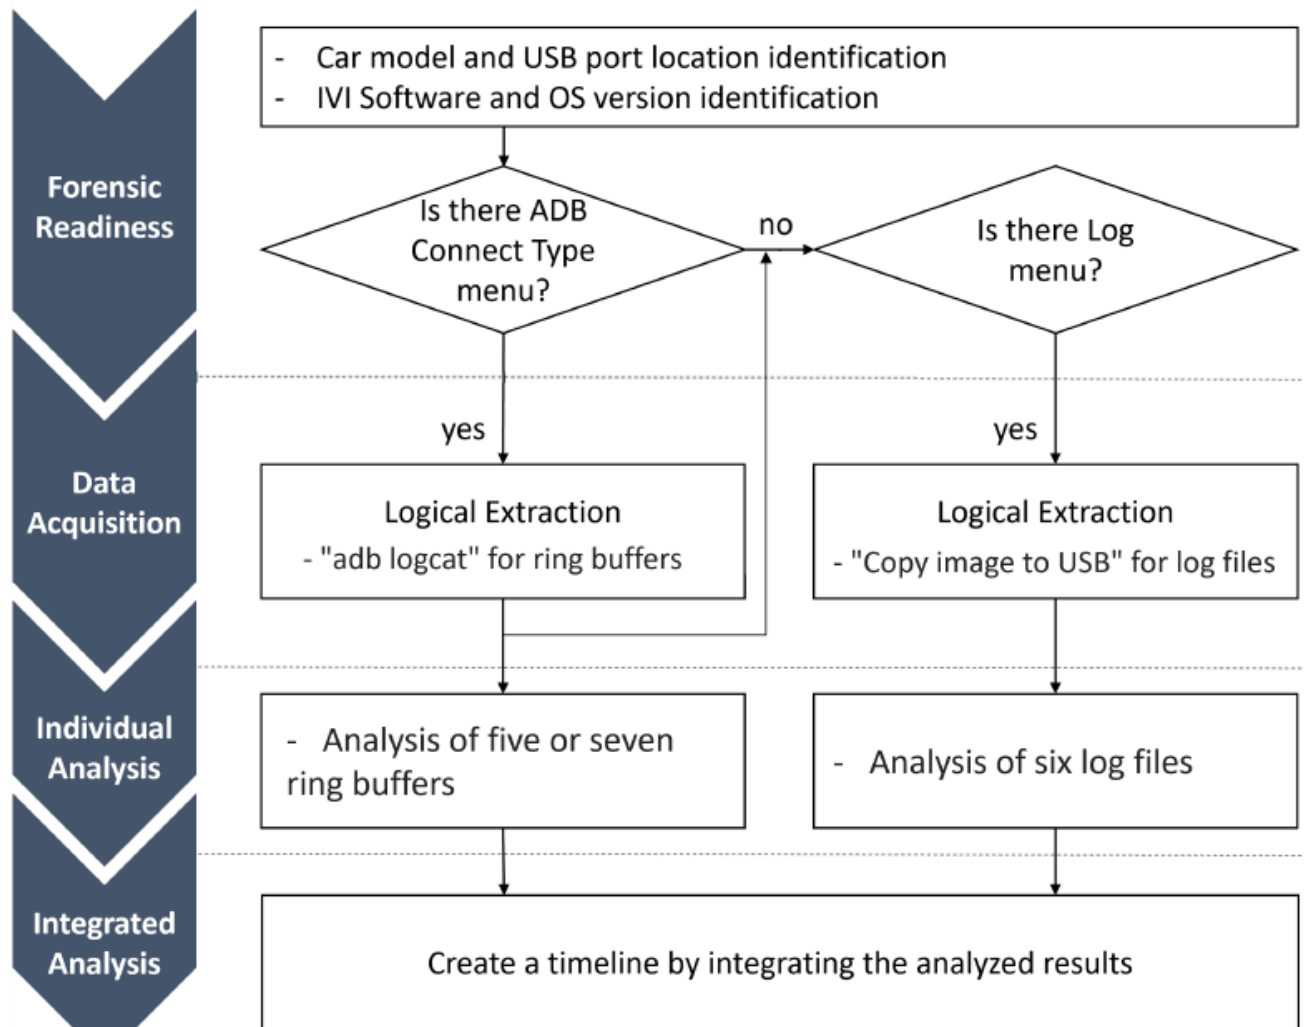 - Car model and USB port location identification
- IVI Software and OS version identification
Forensic
Readiness
Is there ADB
Connect Type
menu?
no
Is there Log
menu?
yes
yes
Data
Acquisition
Logical Extraction
- "adb logcat" for ring buffers
Logical Extraction
- "Copy image to USB" for log files
Individual
Analysis
- Analysis of five or seven
ring buffers
- Analysis of six log files
Integrated
Analysis
Create a timeline by integrating the analyzed results